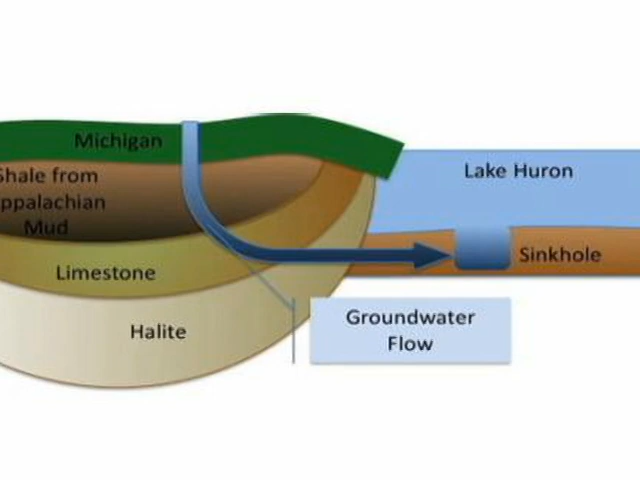 Michigan
Shale from
ppalachian
Mud
Lake Huron
Sinkhole
Limestone
Groundwater
Flow
Halite